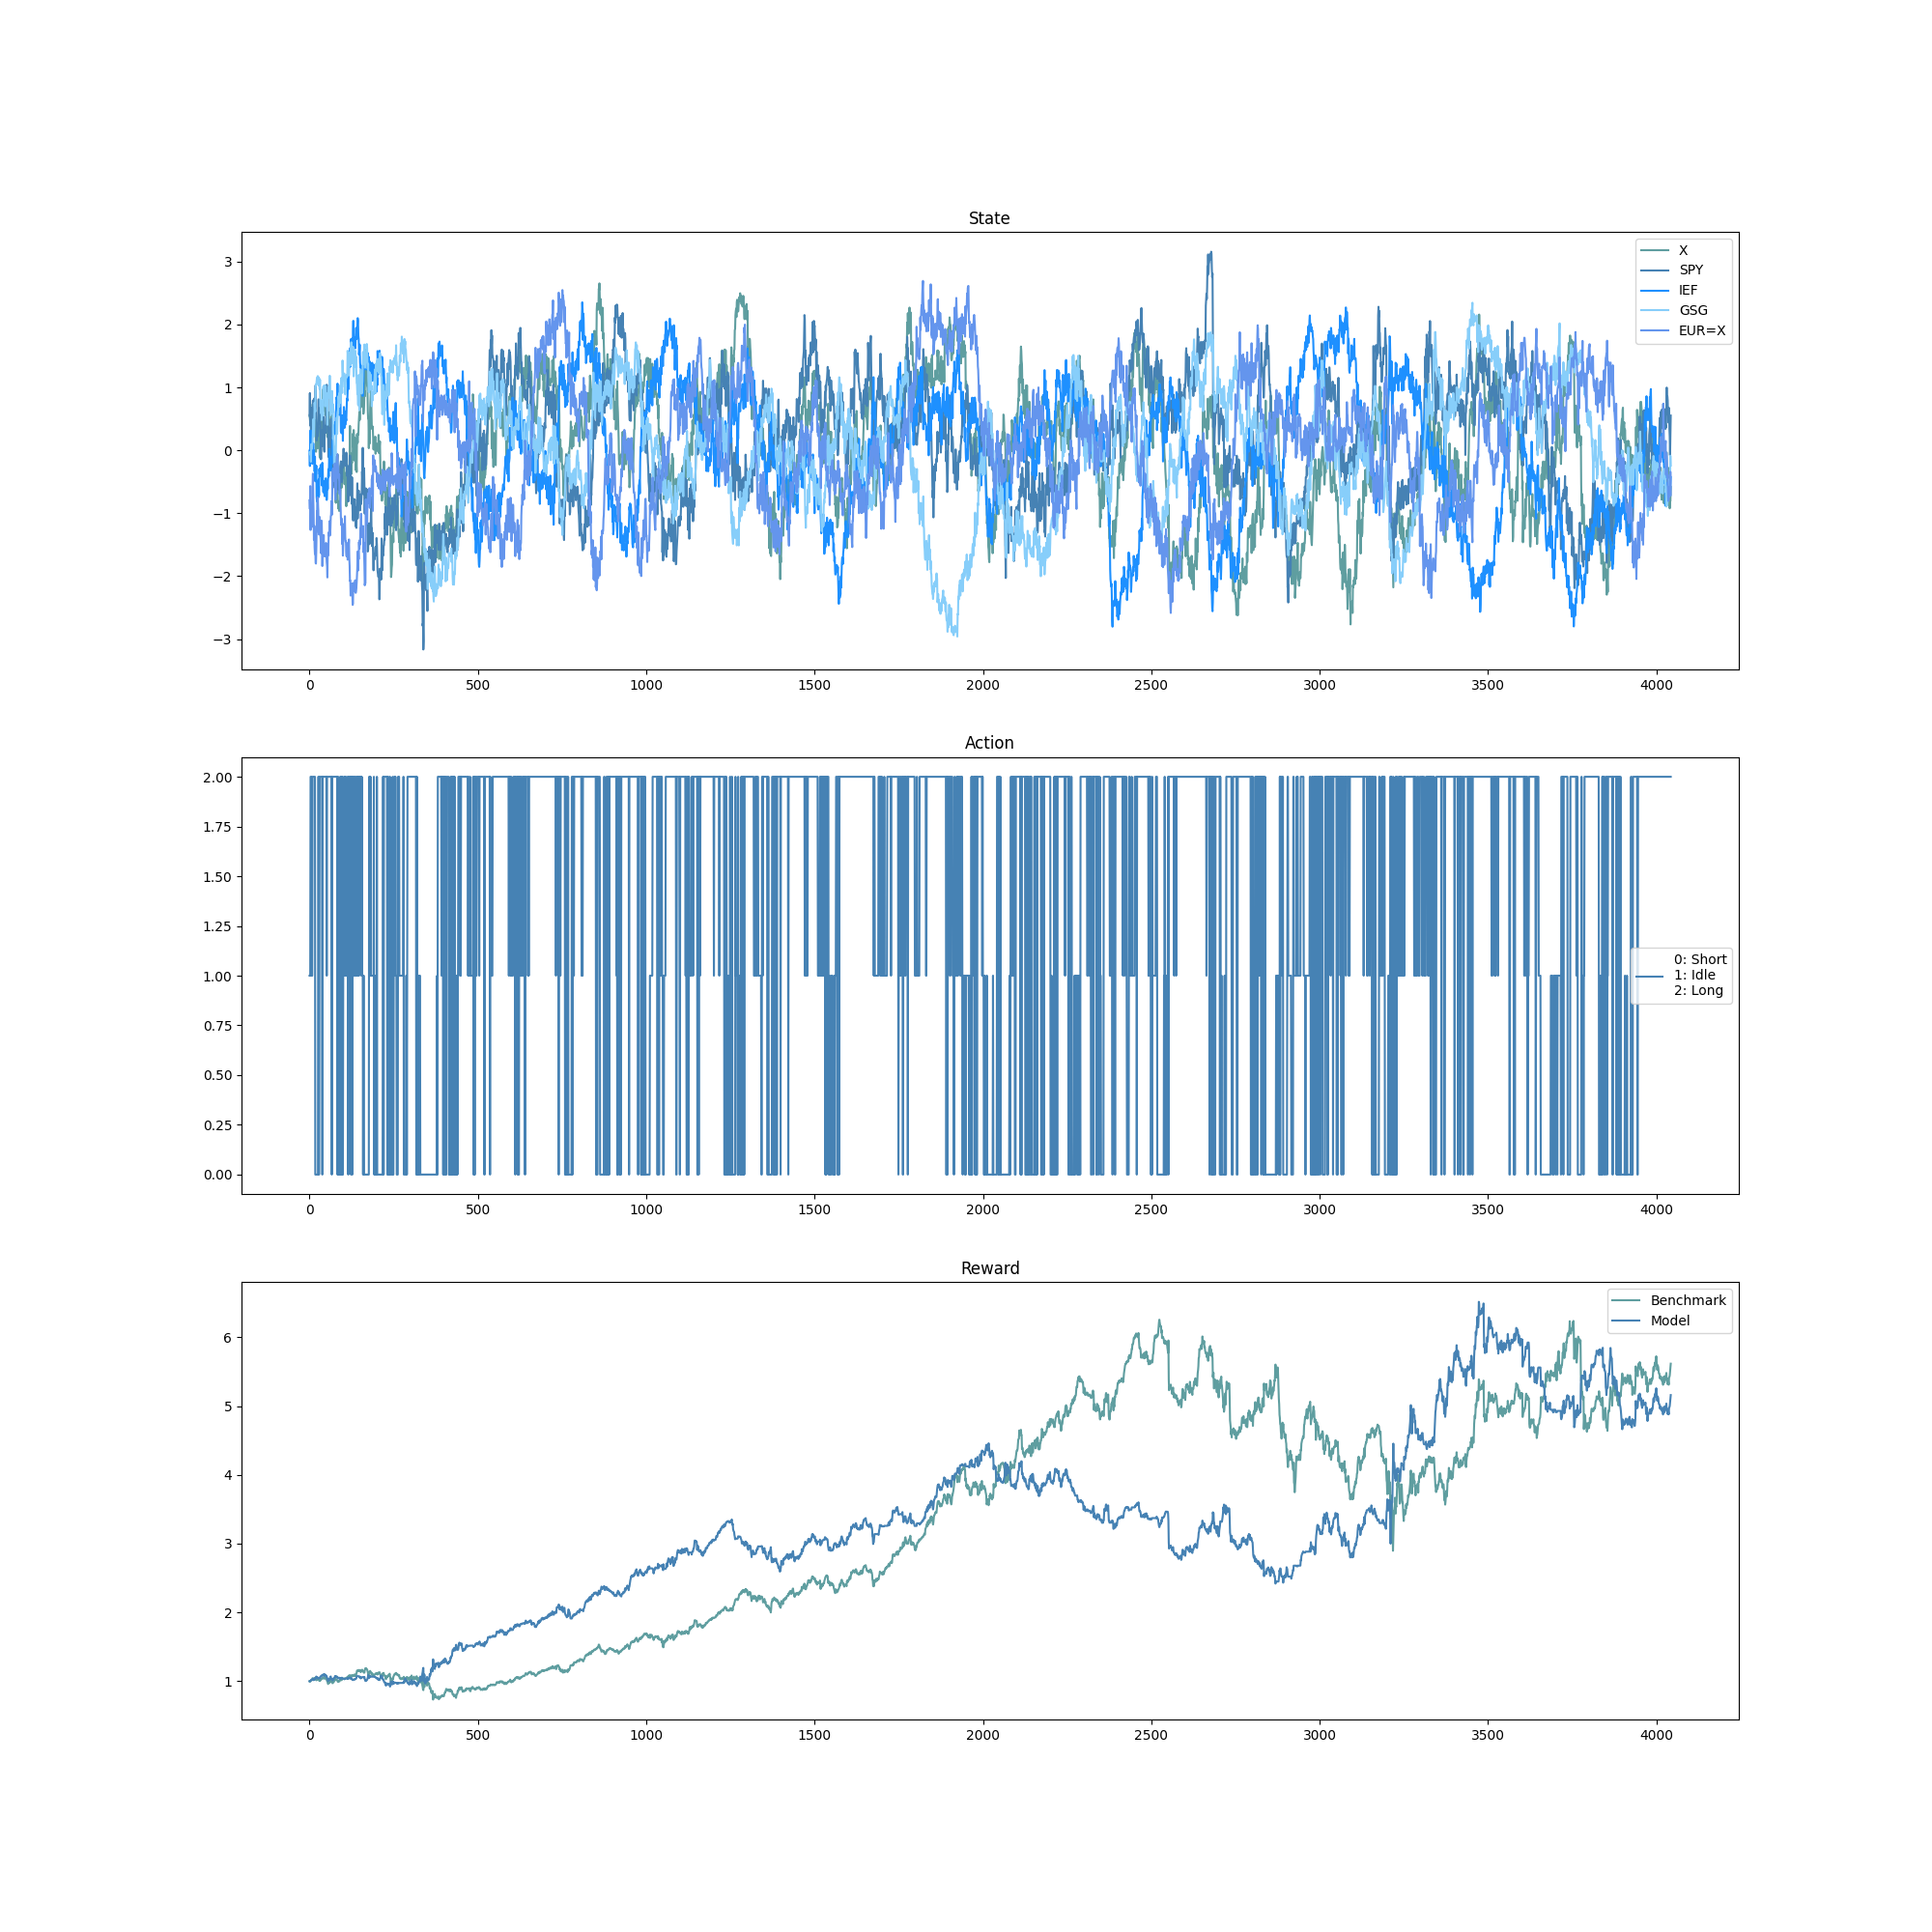 State
3
2
1
0
−1
−2
−3
X
SPY
IEF
GSG
EUR=X
0 500 1000 1500 2000 2500 3000 3500 4000
Action
2.00
1.75
1.50
1.25
1.00
0.75
0.50
0.25
0.00
0: Short
1: Idle
2: Long
0 500 1000 1500 2000 2500 3000 3500 4000
Reward
6
5
4
3
2
1
Benchmark
Model
0 500 1000 1500 2000 2500 3000 3500 4000